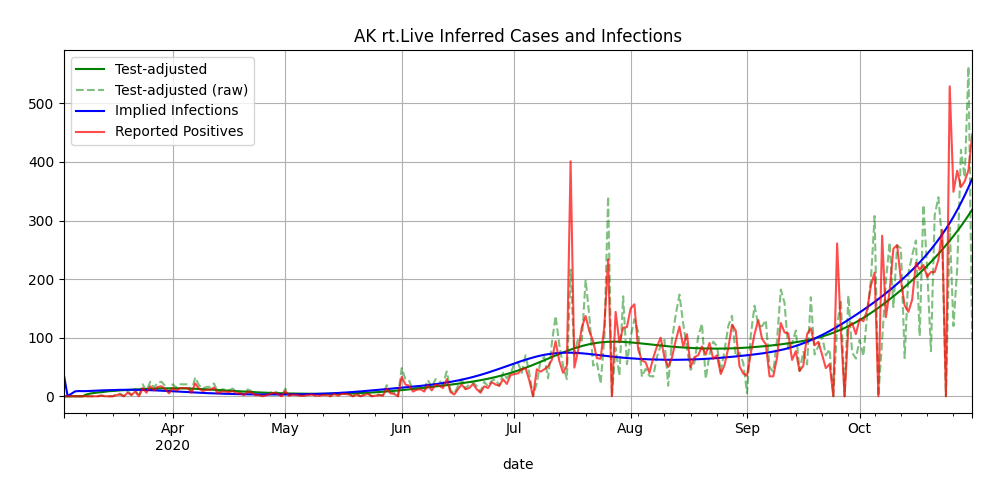 AK rt.Live Inferred Cases and Infections
Test-adjusted
Test-adjusted (raw)
Implied Infections
Reported Positives
500
400
300
200
100
0
Apr May Jun Jul Aug Sep Oct
2020
date